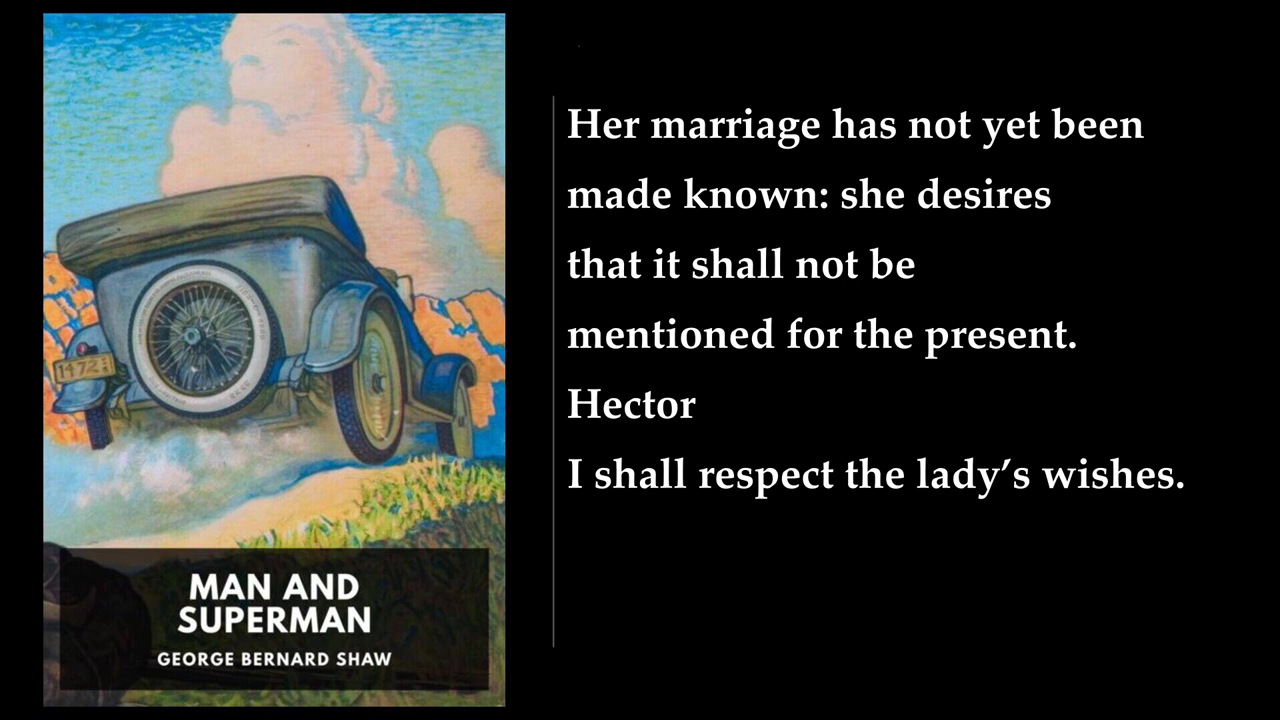 1472
MAN AND
SUPERMAN
GEORGE BERNARD SHAW
Her marriage has not yet been
made known: she desires
that it shall not be
mentioned for the present.
Hector
I shall respect the lady’s wishes.